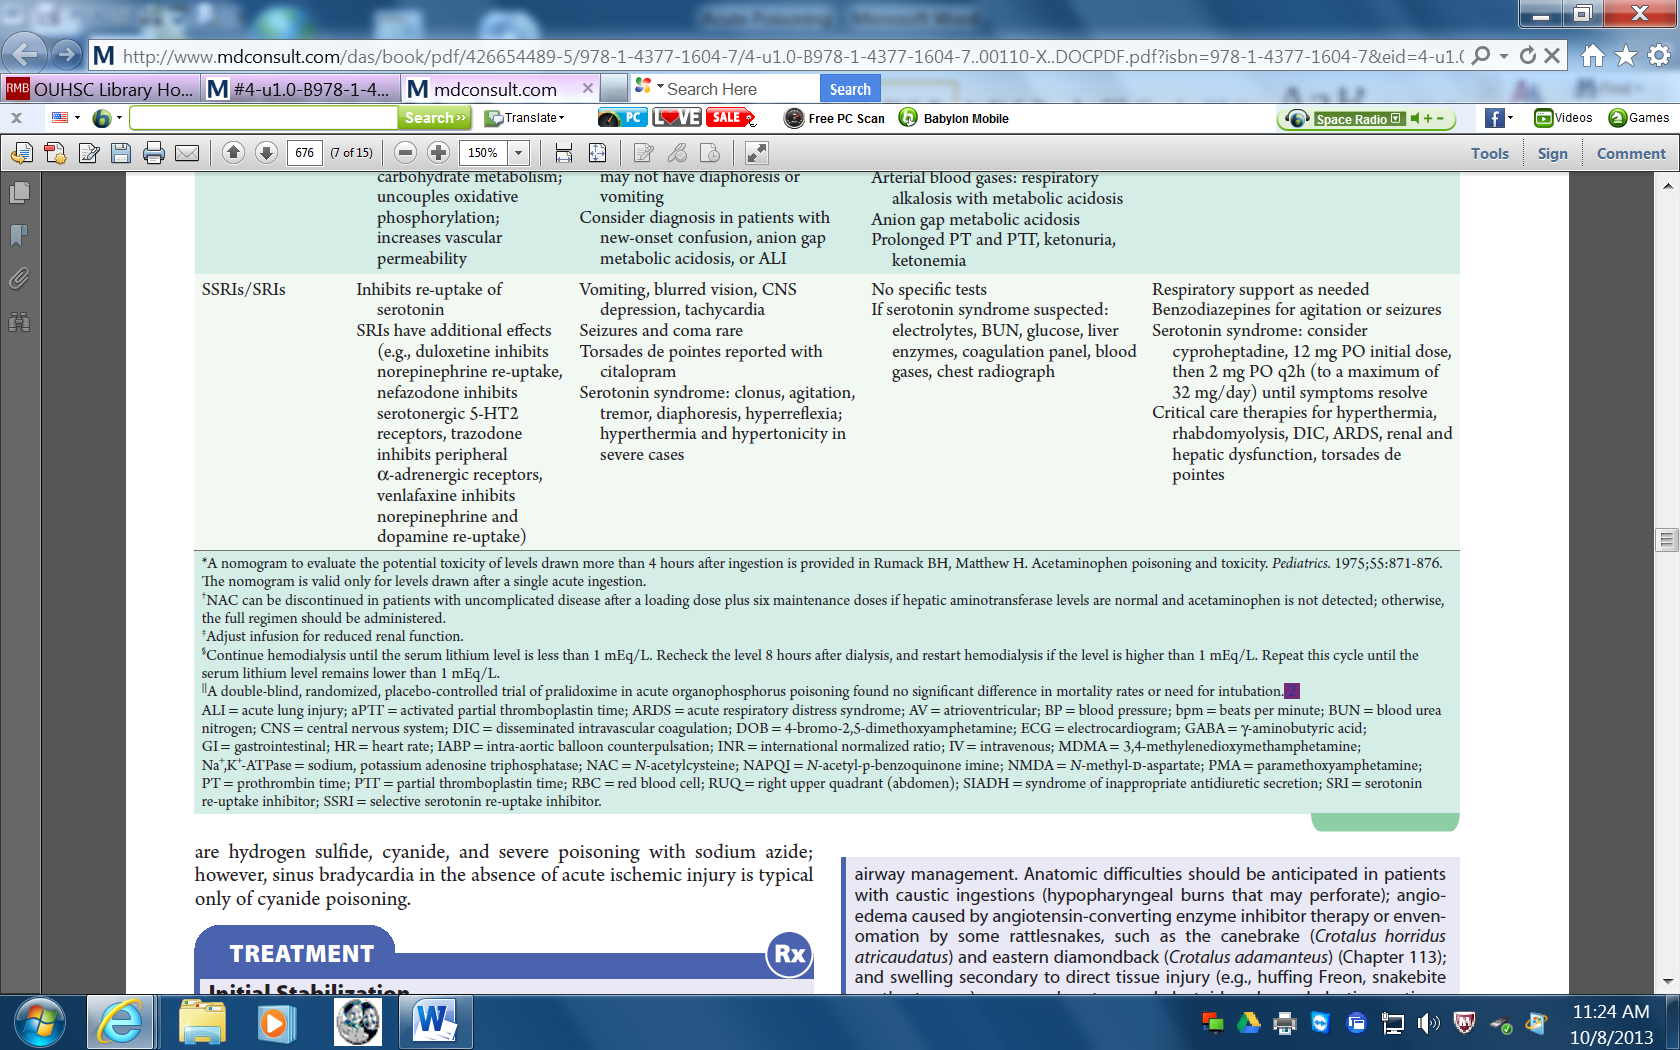 Acute Poisoning - Microsoft Word
M http://www.mdconsult.com/das/book/pdf/426654489-5/978-1-4377-1604-7/4-u1.0-B978-1-4377-1604-7..00110-X..DOCPDF.pdf?isbn=978-1-4377-1604-7&eid=4-u1.0
RMB OUHSC Library Ho...
M #4-u1.0-B978-1-4...
M mdconsult.com
Search Here
Search
x
Search >>
Translate
PC
LOVE
SALE
Free PC Scan
Babylon Mobile
Space Radio
Videos
Games
676 (7 of 15)
150%
Tools
Sign
Comment
carbohydrate metabolism;
uncouples oxidative
phosphorylation;
increases vascular
permeability
may not have diaphoresis or
vomiting
Consider diagnosis in patients with
new-onset confusion, anion gap
metabolic acidosis, or ALI
Arterial blood gases: respiratory
alkalosis with metabolic acidosis
Anion gap metabolic acidosis
Prolonged PT and PTT, ketonuria,
ketonemia
SSRIs/SRIs
Inhibits re-uptake of
serotonin
SRIs have additional effects
(e.g., duloxetine inhibits
norepinephrine re-uptake,
nefazodone inhibits
serotonergic 5-HT2
receptors, trazodone
inhibits peripheral
α-adrenergic receptors,
venlafaxine inhibits
norepinephrine and
dopamine re-uptake)
Vomiting, blurred vision, CNS
depression, tachycardia
Seizures and coma rare
Torsades de pointes reported with
citalopram
Serotonin syndrome: clonus, agitation,
tremor, diaphoresis, hyperreflexia;
hyperthermia and hypertonicity in
severe cases
No specific tests
If serotonin syndrome suspected:
electrolytes, BUN, glucose, liver
enzymes, coagulation panel, blood
gases, chest radiograph
Respiratory support as needed
Benzodiazepines for agitation or seizures
Serotonin syndrome: consider
cyproheptadine, 12 mg PO initial dose,
then 2 mg PO q2h (to a maximum of
32 mg/day) until symptoms resolve
Critical care therapies for hyperthermia,
rhabdomyolysis, DIC, ARDS, renal and
hepatic dysfunction, torsades de
pointes
*A nomogram to evaluate the potential toxicity of levels drawn more than 4 hours after ingestion is provided in Rumack BH, Matthew H. Acetaminophen poisoning and toxicity. Pediatrics. 1975;55:871-876.
The nomogram is valid only for levels drawn after a single acute ingestion.
†NAC can be discontinued in patients with uncomplicated disease after a loading dose plus six maintenance doses if hepatic aminotransferase levels are normal and acetaminophen is not detected; otherwise,
the full regimen should be administered.
‡Adjust infusion for reduced renal function.
§Continue hemodialysis until the serum lithium level is less than 1 mEq/L. Recheck the level 8 hours after dialysis, and restart hemodialysis if the level is higher than 1 mEq/L. Repeat this cycle until the
serum lithium level remains lower than 1 mEq/L.
||A double-blind, randomized, placebo-controlled trial of pralidoxime in acute organophosphorus poisoning found no significant difference in mortality rates or need for intubation.
ALI = acute lung injury; aPTT = activated partial thromboplastin time; ARDS = acute respiratory distress syndrome; AV = atrioventricular; BP = blood pressure; bpm = beats per minute; BUN = blood urea
nitrogen; CNS = central nervous system; DIC = disseminated intravascular coagulation; DOB = 4-bromo-2,5-dimethoxyamphetamine; ECG = electrocardiogram; GABA = γ-aminobutyric acid;
GI = gastrointestinal; HR = heart rate; IABP = intra-aortic balloon counterpulsation; INR = international normalized ratio; IV = intravenous; MDMA = 3,4-methylenedioxymethamphetamine;
Na⁺,K⁺-ATPase = sodium, potassium adenosine triphosphatase; NAC = N-acetylcysteine; NAPQI = N-acetyl-p-benzoquinone imine; NMDA = N-methyl-D-aspartate; PMA = paramethoxyamphetamine;
PT = prothrombin time; PTT = partial thromboplastin time; RBC = red blood cell; RUQ = right upper quadrant (abdomen); SIADH = syndrome of inappropriate antidiuretic secretion; SRI = serotonin
re-uptake inhibitor; SSRI = selective serotonin re-uptake inhibitor.
are hydrogen sulfide, cyanide, and severe poisoning with sodium azide;
however, sinus bradycardia in the absence of acute ischemic injury is typical
only of cyanide poisoning.
TREATMENT
Rx
Initial Stabilization
airway management. Anatomic difficulties should be anticipated in patients
with caustic ingestions (hypopharyngeal burns that may perforate); angio-
edema caused by angiotensin-converting enzyme inhibitor therapy or enven-
omation by some rattlesnakes, such as the canebrake (Crotalus horridus
atricaudatus) and eastern diamondback (Crotalus adamanteus) (Chapter 113);
and swelling secondary to direct tissue injury (e.g., huffing Freon, snakebite
11:24 AM
10/8/2013